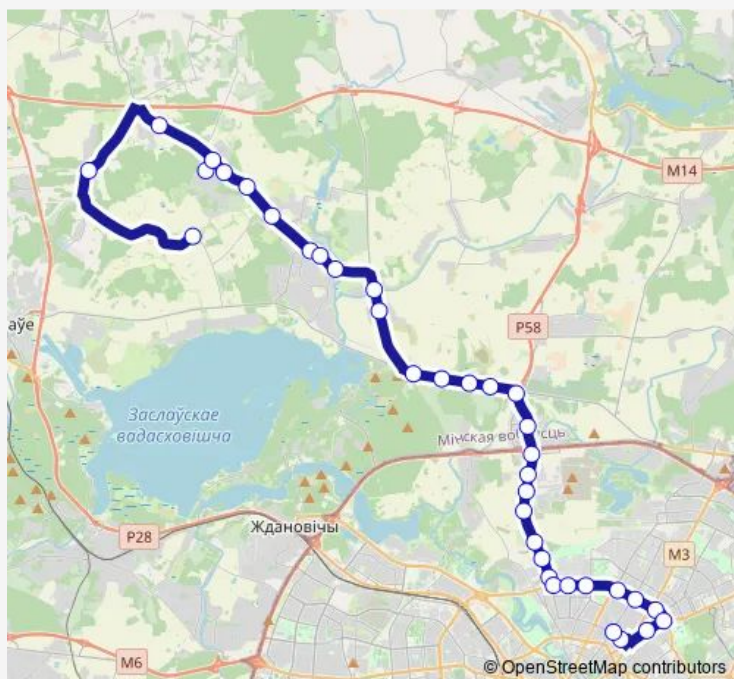 M14
P58
аўе
Заслаўскае
вадасховішча
Мінская вобласць
Ждановічы
P28
M3
M6
© OpenStreetMap contributors